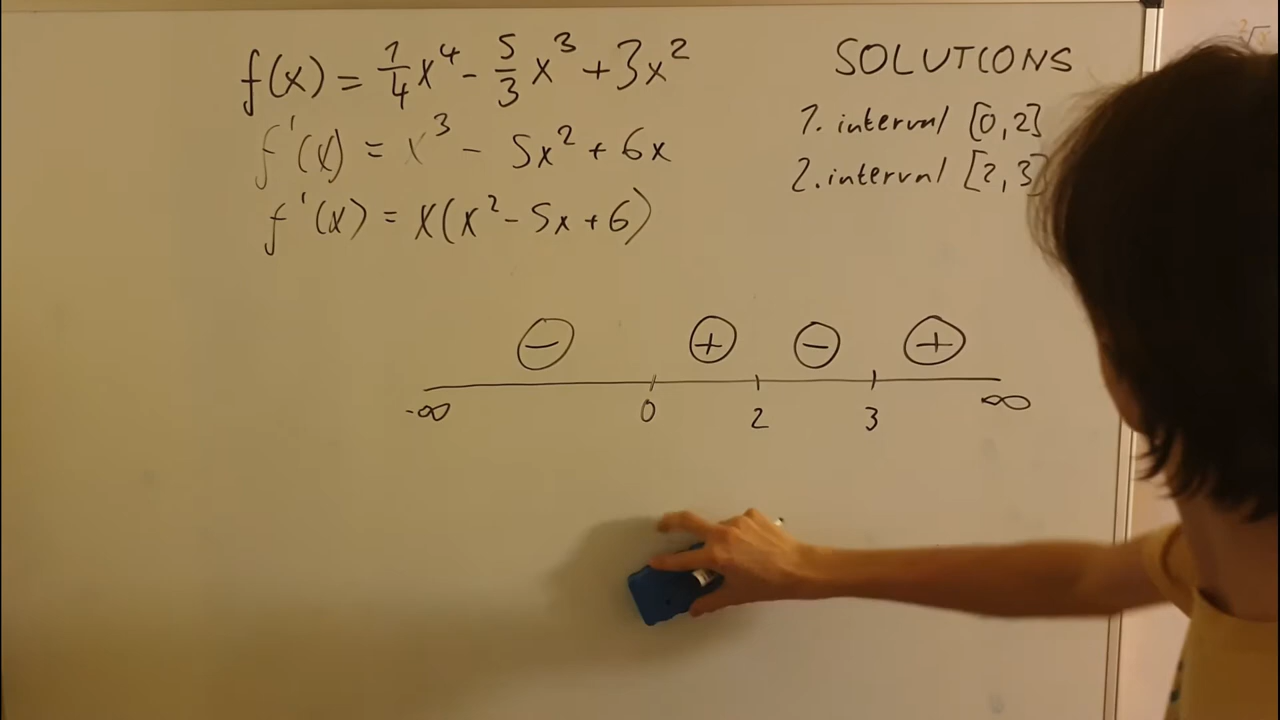 f(x) = 1/4 x⁴ - 5/3 x³ + 3x²
f'(x) = x³ - 5x² + 6x
f'(x) = x(x² - 5x + 6)
SOLUTIONS
1. interval [0,2]
2. interval [2,3]
- + - +
-∞ 0 2 3 ∞